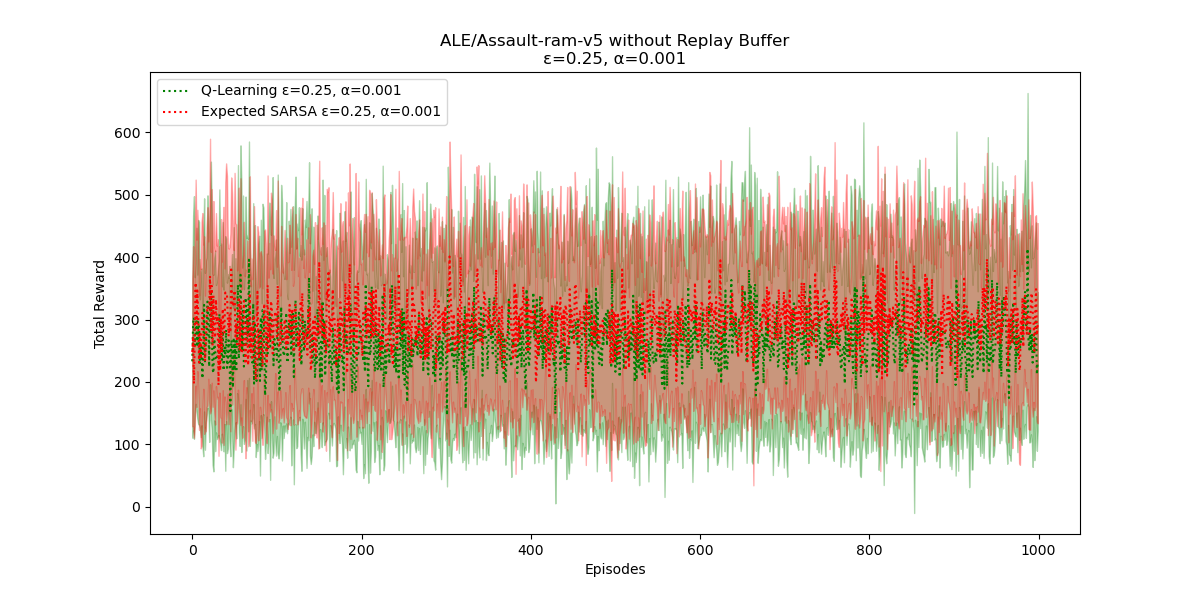 ALE/Assault-ram-v5 without Replay Buffer
ε=0.25, α=0.001
Q-Learning ε=0.25, α=0.001
Expected SARSA ε=0.25, α=0.001
Total Reward
600
500
400
300
200
100
0
0 200 400 600 800 1000
Episodes